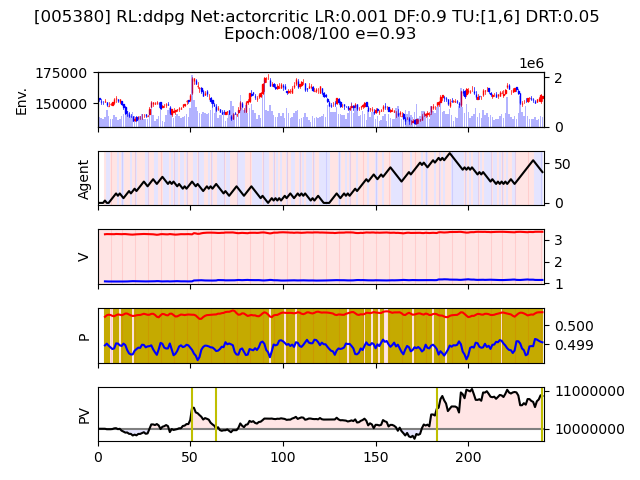 [005380] RL:ddpg Net:actorcritic LR:0.001 DF:0.9 TU:[1,6] DRT:0.05
Epoch:008/100 e=0.93
1e6
175000
150000
2
0
Env.
50
0
Agent
3
2
1
V
0.500
0.499
P
11000000
10000000
PV
0 50 100 150 200